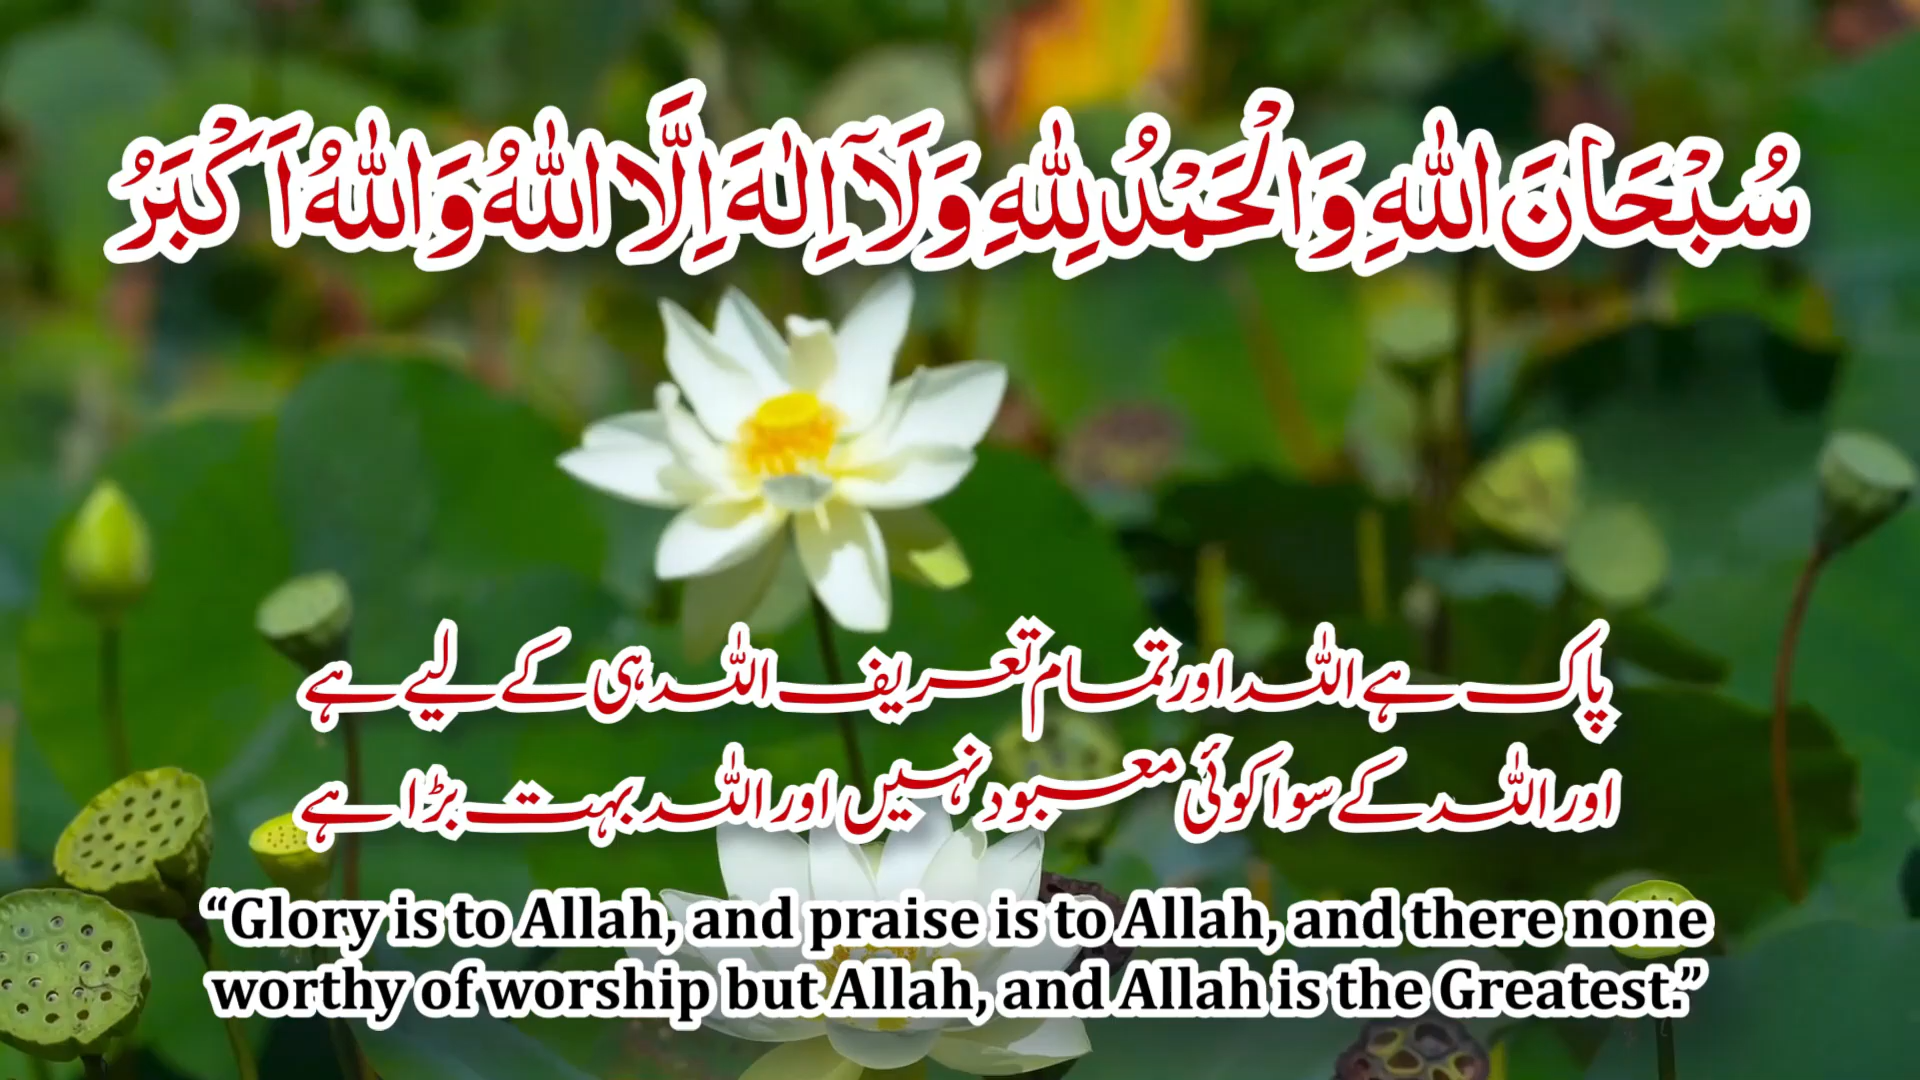 سُبْحَانَ اللّٰهِ وَالْحَمْدُ لِلّٰهِ وَلَآ اِلٰهَ اِلَّا اللّٰهُ وَاللّٰهُ اَكْبَرُ
پاک ہے اللہ اور تمام تعریف اللہ ہی کے لیے ہے
اور اللہ کے سوا کوئی معبود نہیں اور اللہ بہت بڑا ہے
“Glory is to Allah, and praise is to Allah, and there none
worthy of worship but Allah, and Allah is the Greatest.”